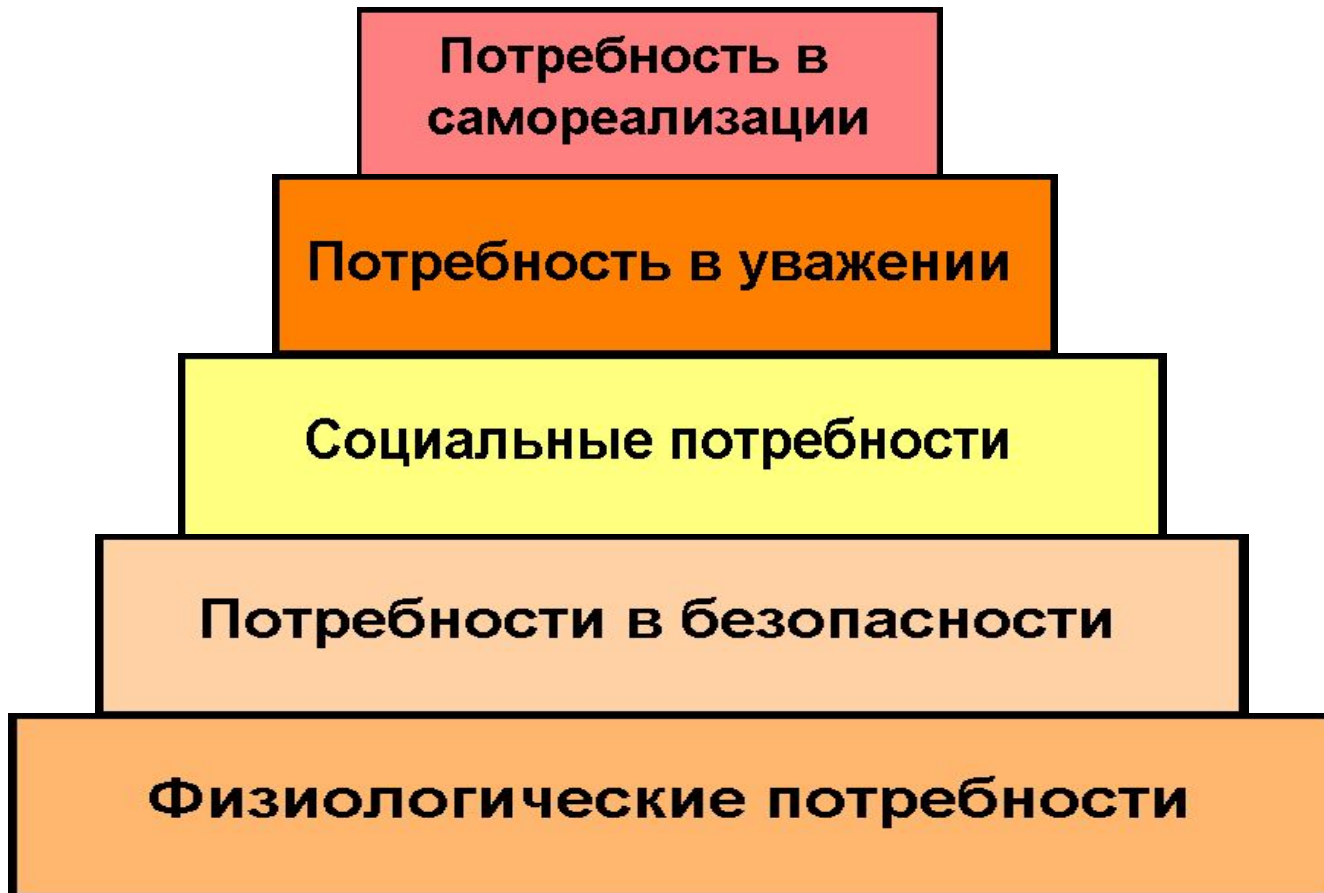 Потребность в
самореализации
Потребность в уважении
Социальные потребности
Потребности в безопасности
Физиологические потребности